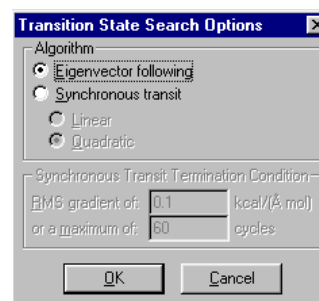 Transition State Search Options
Algorithm
Eigenvector following
Synchronous transit
Linear
Quadratic
Synchronous Transit Termination Condition
RMS gradient of: 0.1 kcal/(Å mol)
or a maximum of: 60 cycles
OK Cancel